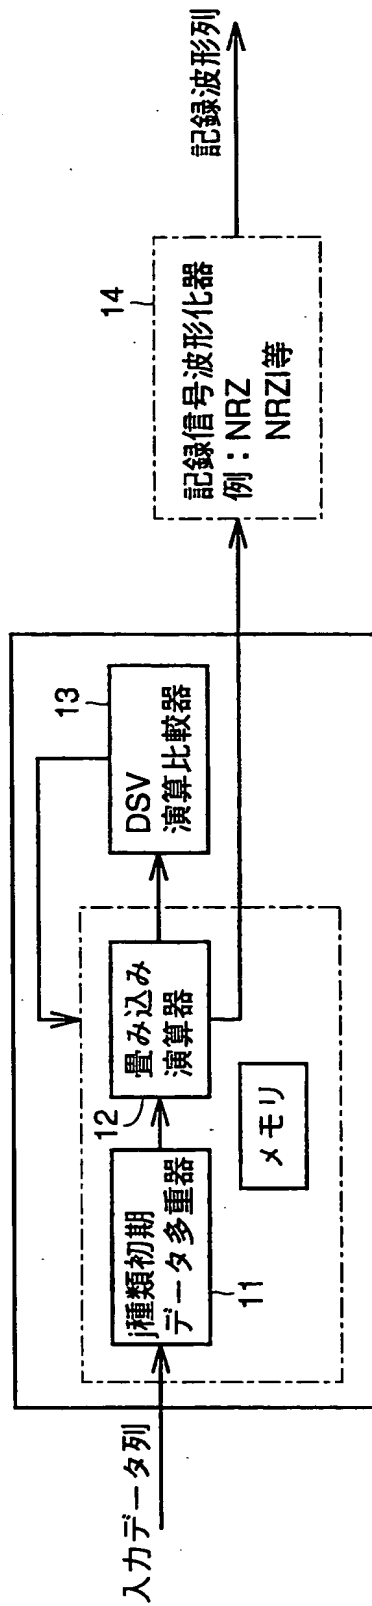 入力データ列
j種類初期
データ多重器
11
12
畳み込み
演算器
メモリ
13
DSV
演算比較器
14
記録信号波形化器
例：NRZ
NRZI等
記録波形列